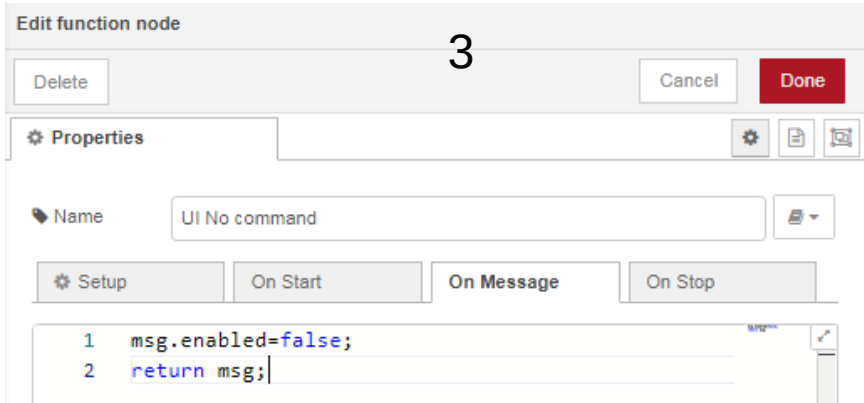 Edit function node
3
Delete
Cancel
Done
Properties
Name
UI No command
Setup
On Start
On Message
On Stop
1 msg.enabled=false;
2 return msg;